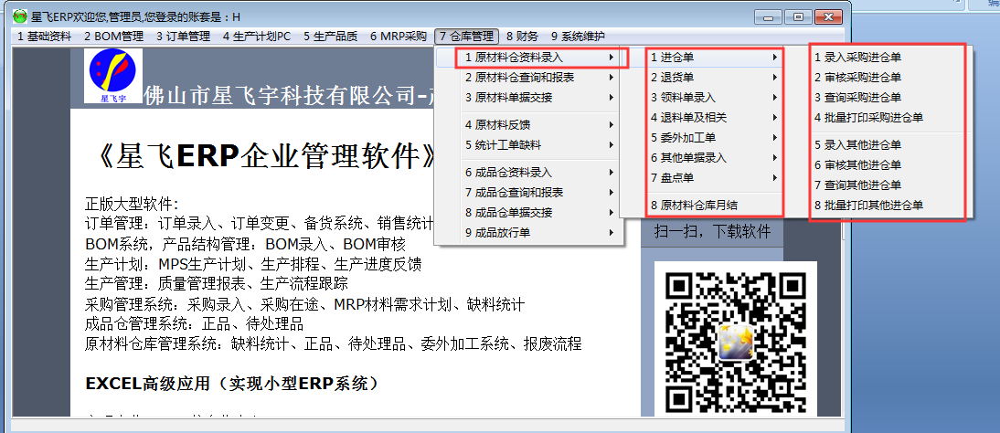 星飞ERP欢迎您,管理员,您登录的账套是：H
1 基础资料 2 BOM管理 3 订单管理 4 生产计划PC 5 生产品质 6 MRP采购 7 仓库管理 8 财务 9 系统维护
星飞宇
佛山市星飞宇科技有限公司-
《星飞ERP企业管理软件》
正版大型软件:
订单管理：订单录入、订单变更、备货系统、销售统计
BOM系统，产品结构管理：BOM录入、BOM审核
生产计划：MPS生产计划、生产排程、生产进度反馈
生产管理：质量管理报表、生产流程跟踪
采购管理系统：采购录入、采购在途、MRP材料需求计划、缺料统计
成品仓管理系统：正品、待处理品
原材料仓库管理系统：缺料统计、正品、待处理品、委外加工系统、报废流程
EXCEL高级应用（实现小型ERP系统）
1 原材料仓资料录入
2 原材料仓查询和报表
3 原材料单据交接
4 原材料反馈
5 统计工单缺料
6 成品仓资料录入
7 成品仓查询和报表
8 成品仓单据交接
9 成品放行单
1 进仓单
2 退货单
3 领料单录入
4 退料单及相关
5 委外加工单
6 其他单据录入
7 盘点单
8 原材料仓库月结
1 录入采购进仓单
2 审核采购进仓单
3 查询采购进仓单
4 批量打印采购进仓单
5 录入其他进仓单
6 审核其他进仓单
7 查询其他进仓单
8 批量打印其他进仓单
扫一扫，下载软件